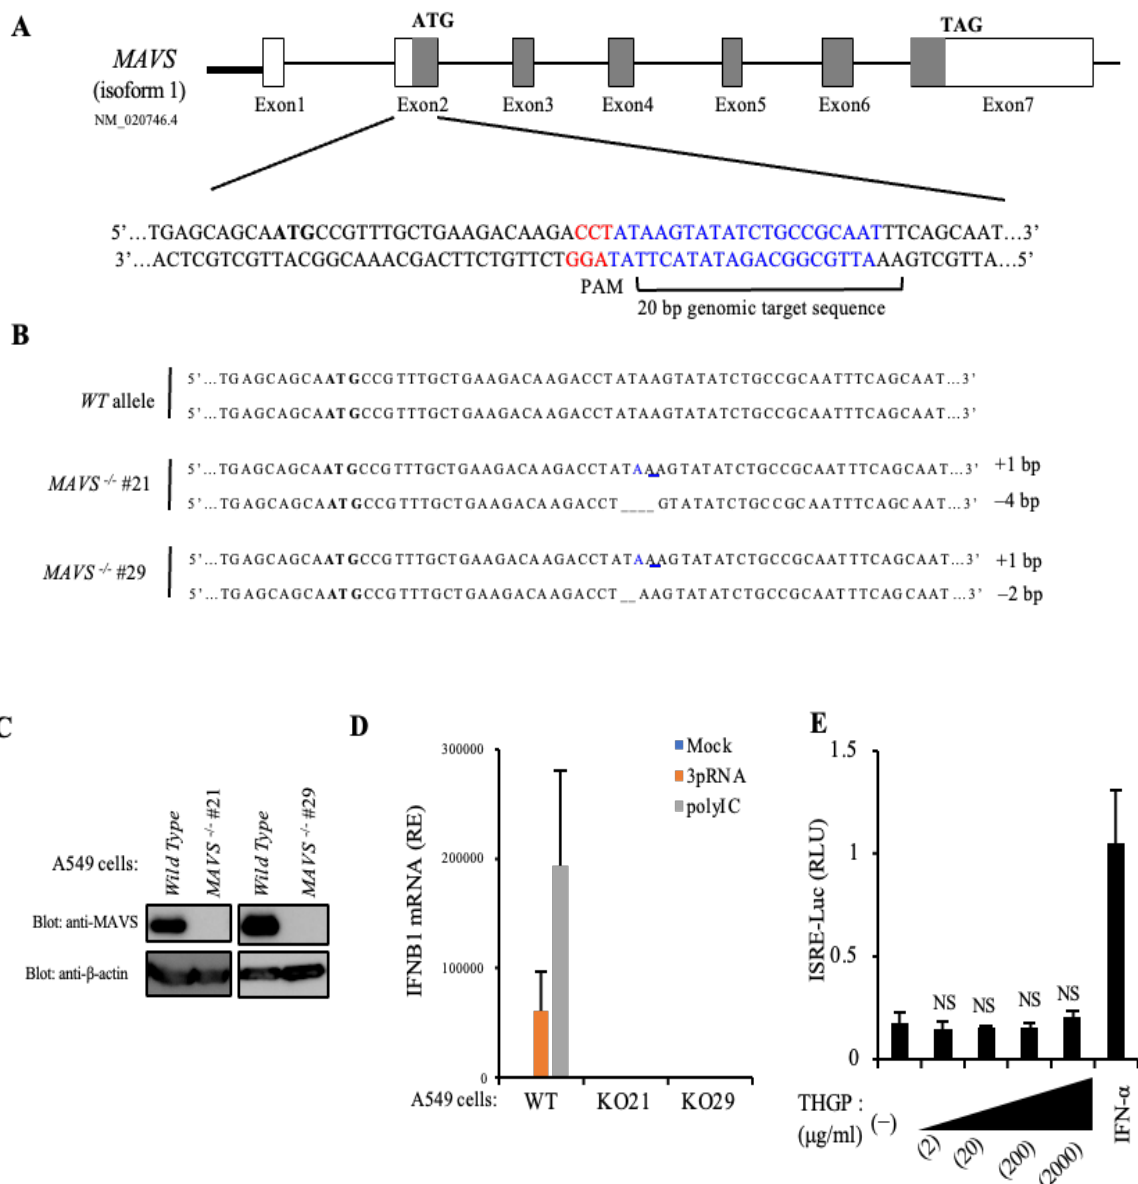 A
ATG
TAG
MAVS
(isoform 1)
NM_020746.4
Exon1
Exon2
Exon3
Exon4
Exon5
Exon6
Exon7
5’…TGAGCAGCAATGCCGTTTGCTGAAGACAAGACCTATAAGTATATCTGCCGCAATTTCAGCAAT…3’
3’…ACTCGTCGTTACGGCAAACGACTTCTGTTCTGGATATTCATATAGACGGCGTTAAAGTCGTTA…5’
PAM
20 bp genomic target sequence
B
WT allele
5’…TGAGCAGCAATGCCGTTTGCTGAAGACAAGACCTATAAGTATATCTGCCGCAATTTCAGCAAT…3’
5’…TGAGCAGCAATGCCGTTTGCTGAAGACAAGACCTATAAGTATATCTGCCGCAATTTCAGCAAT…3’
MAVS -/- #21
5’…TGAGCAGCAATGCCGTTTGCTGAAGACAAGACCTATAAAGTATATCTGCCGCAATTTCAGCAAT…3’ +1 bp
5’…TGAGCAGCAATGCCGTTTGCTGAAGACAAGACCT____GTATATCTGCCGCAATTTCAGCAAT…3’ –4 bp
MAVS -/- #29
5’…TGAGCAGCAATGCCGTTTGCTGAAGACAAGACCTATAAAGTATATCTGCCGCAATTTCAGCAAT…3’ +1 bp
5’…TGAGCAGCAATGCCGTTTGCTGAAGACAAGACCT__AAGTATATCTGCCGCAATTTCAGCAAT…3’ –2 bp
C
A549 cells:
Wild Type
MAVS -/- #21
Wild Type
MAVS -/- #29
Blot: anti-MAVS
Blot: anti-β-actin
D
IFNB1 mRNA (RE)
300000
200000
100000
0
Mock
3pRNA
polyIC
A549 cells: WT KO21 KO29
E
ISRE-Luc (RLU)
1.5
1
0.5
0
NS NS NS NS
THGP :
(μg/ml)
(–) (2) (20) (200) (2000) IFN-α